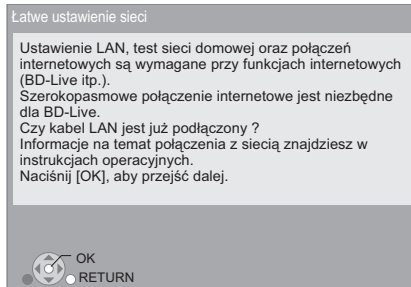 Łatwe ustawienie sieci
Ustawienie LAN, test sieci domowej oraz połączeń
internetowych są wymagane przy funkcjach internetowych
(BD-Live itp.).
Szerokopasmowe połączenie internetowe jest niezbędne
dla BD-Live.
Czy kabel LAN jest już podłączony ?
Informacje na temat połączenia z siecią znajdziesz w
instrukcjach operacyjnych.
Naciśnij [OK], aby przejść dalej.
OK
RETURN